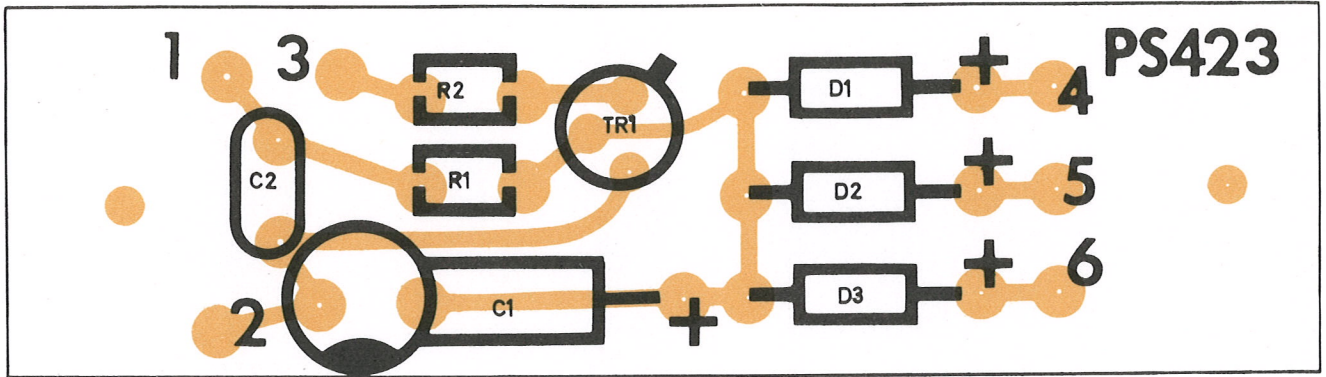 1 3 R2 TR1 D1 + 4 PS423
C2 R1 D2 + 5
2 C1 + D3 + 6